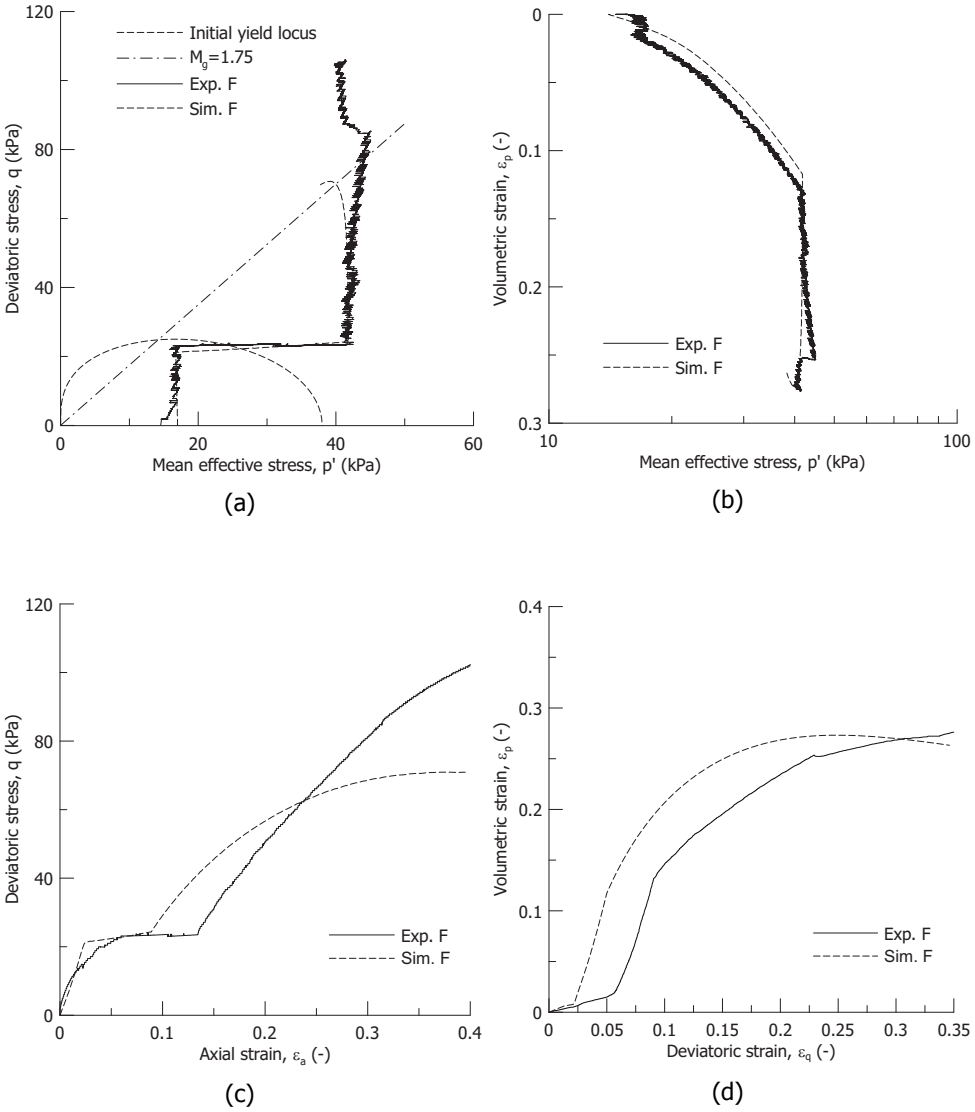 120
80
40
0
Deviatoric stress, q (kPa)
Initial yield locus
M_g=1.75
Exp. F
Sim. F
0 20 40 60
Mean effective stress, p' (kPa)
(a)
0
0.1
0.2
0.3
Volumetric strain, ε_p (-)
Exp. F
Sim. F
10 100
Mean effective stress, p' (kPa)
(b)
120
80
40
0
Deviatoric stress, q (kPa)
Exp. F
Sim. F
0 0.1 0.2 0.3 0.4
Axial strain, ε_a (-)
(c)
0.4
0.3
0.2
0.1
0
Volumetric strain, ε_p (-)
Exp. F
Sim. F
0 0.05 0.1 0.15 0.2 0.25 0.3 0.35
Deviatoric strain, ε_q (-)
(d)